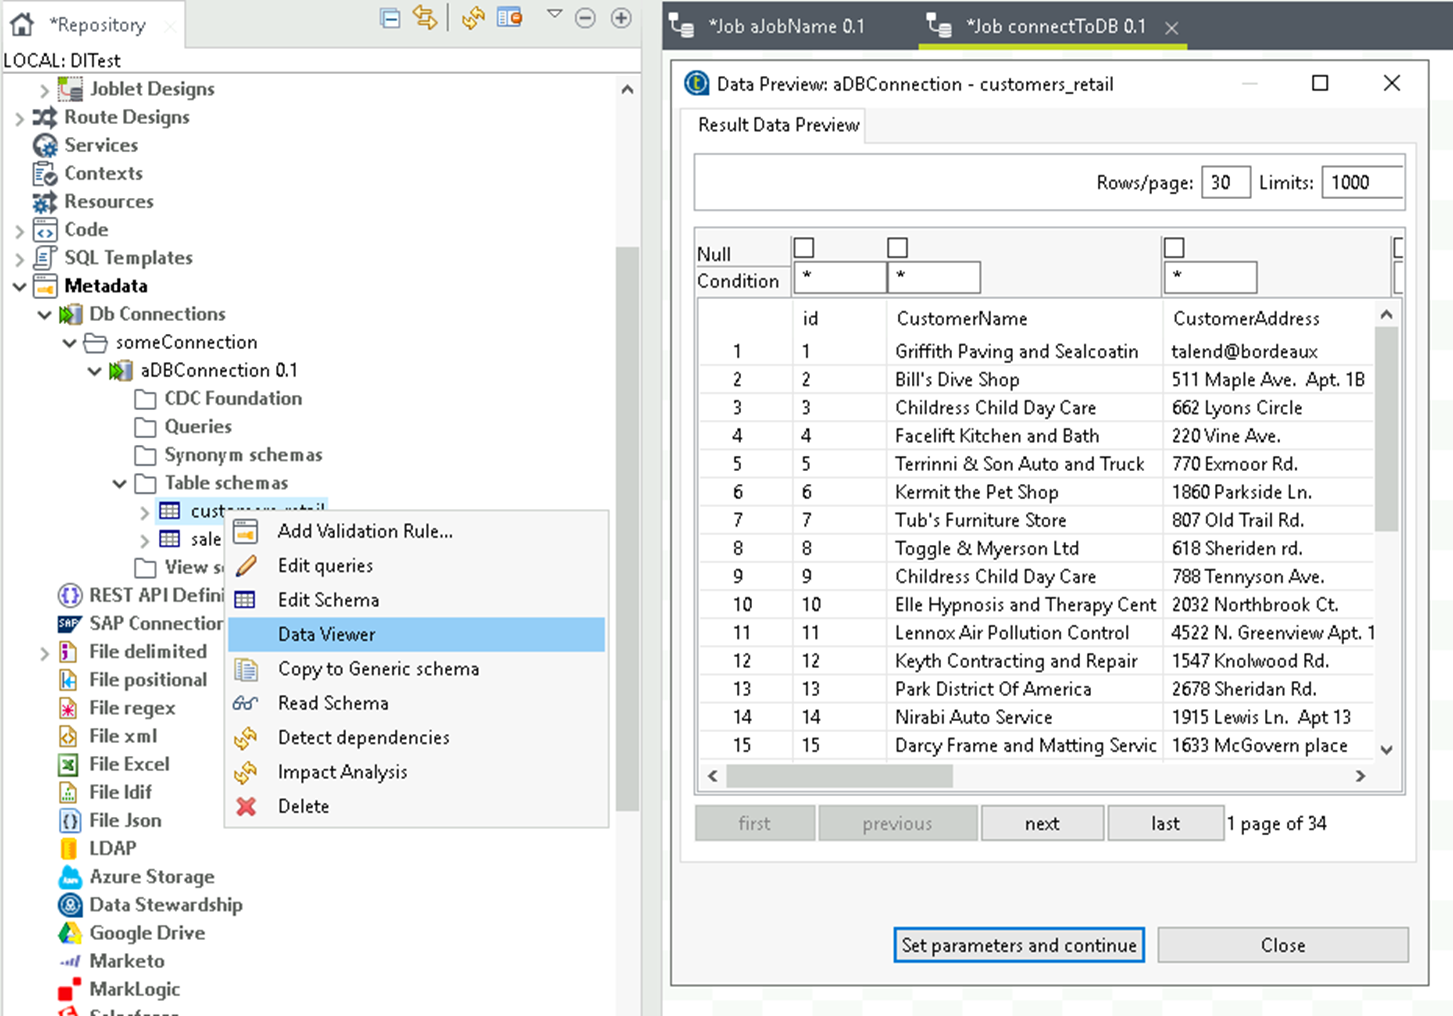 *Repository
LOCAL: DITest
Joblet Designs
Route Designs
Services
Contexts
Resources
Code
SQL Templates
Metadata
Db Connections
someConnection
aDBConnection 0.1
CDC Foundation
Queries
Synonym schemas
Table schemas
sale
REST API Defini
SAP Connection
File delimited
File positional
File regex
File xml
File Excel
File ldif
File Json
LDAP
Azure Storage
Data Stewardship
Google Drive
Marketo
MarkLogic
Add Validation Rule...
Edit queries
Edit Schema
Data Viewer
Copy to Generic schema
Read Schema
Detect dependencies
Impact Analysis
Delete
*Job aJobName 0.1
*Job connectToDB 0.1
Data Preview: aDBConnection - customers_retail
Result Data Preview
Rows/page: 30 Limits: 1000
Null
Condition * * *
id CustomerName CustomerAddress
1 1 Griffith Paving and Sealcoatin talend@bordeaux
2 2 Bill's Dive Shop 511 Maple Ave. Apt. 1B
3 3 Childress Child Day Care 662 Lyons Circle
4 4 Facelift Kitchen and Bath 220 Vine Ave.
5 5 Terrinni & Son Auto and Truck 770 Exmoor Rd.
6 6 Kermit the Pet Shop 1860 Parkside Ln.
7 7 Tub's Furniture Store 807 Old Trail Rd.
8 8 Toggle & Myerson Ltd 618 Sheriden rd.
9 9 Childress Child Day Care 788 Tennyson Ave.
10 10 Elle Hypnosis and Therapy Cent 2032 Northbrook Ct.
11 11 Lennox Air Pollution Control 4522 N. Greenview Apt. 1
12 12 Keyth Contracting and Repair 1547 Knolwood Rd.
13 13 Park District Of America 2678 Sheridan Rd.
14 14 Nirabi Auto Service 1915 Lewis Ln. Apt 13
15 15 Darcy Frame and Matting Servic 1633 McGovern place
first previous next last 1 page of 34
Set parameters and continue Close